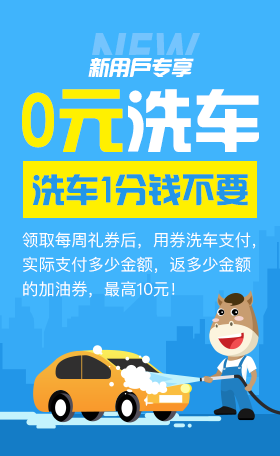 NEW
新用戶专享
0元洗车
洗车1分钱不要
领取每周礼券后，用券洗车支付，
实际支付多少金额，返多少金额
的加油券，最高10元！